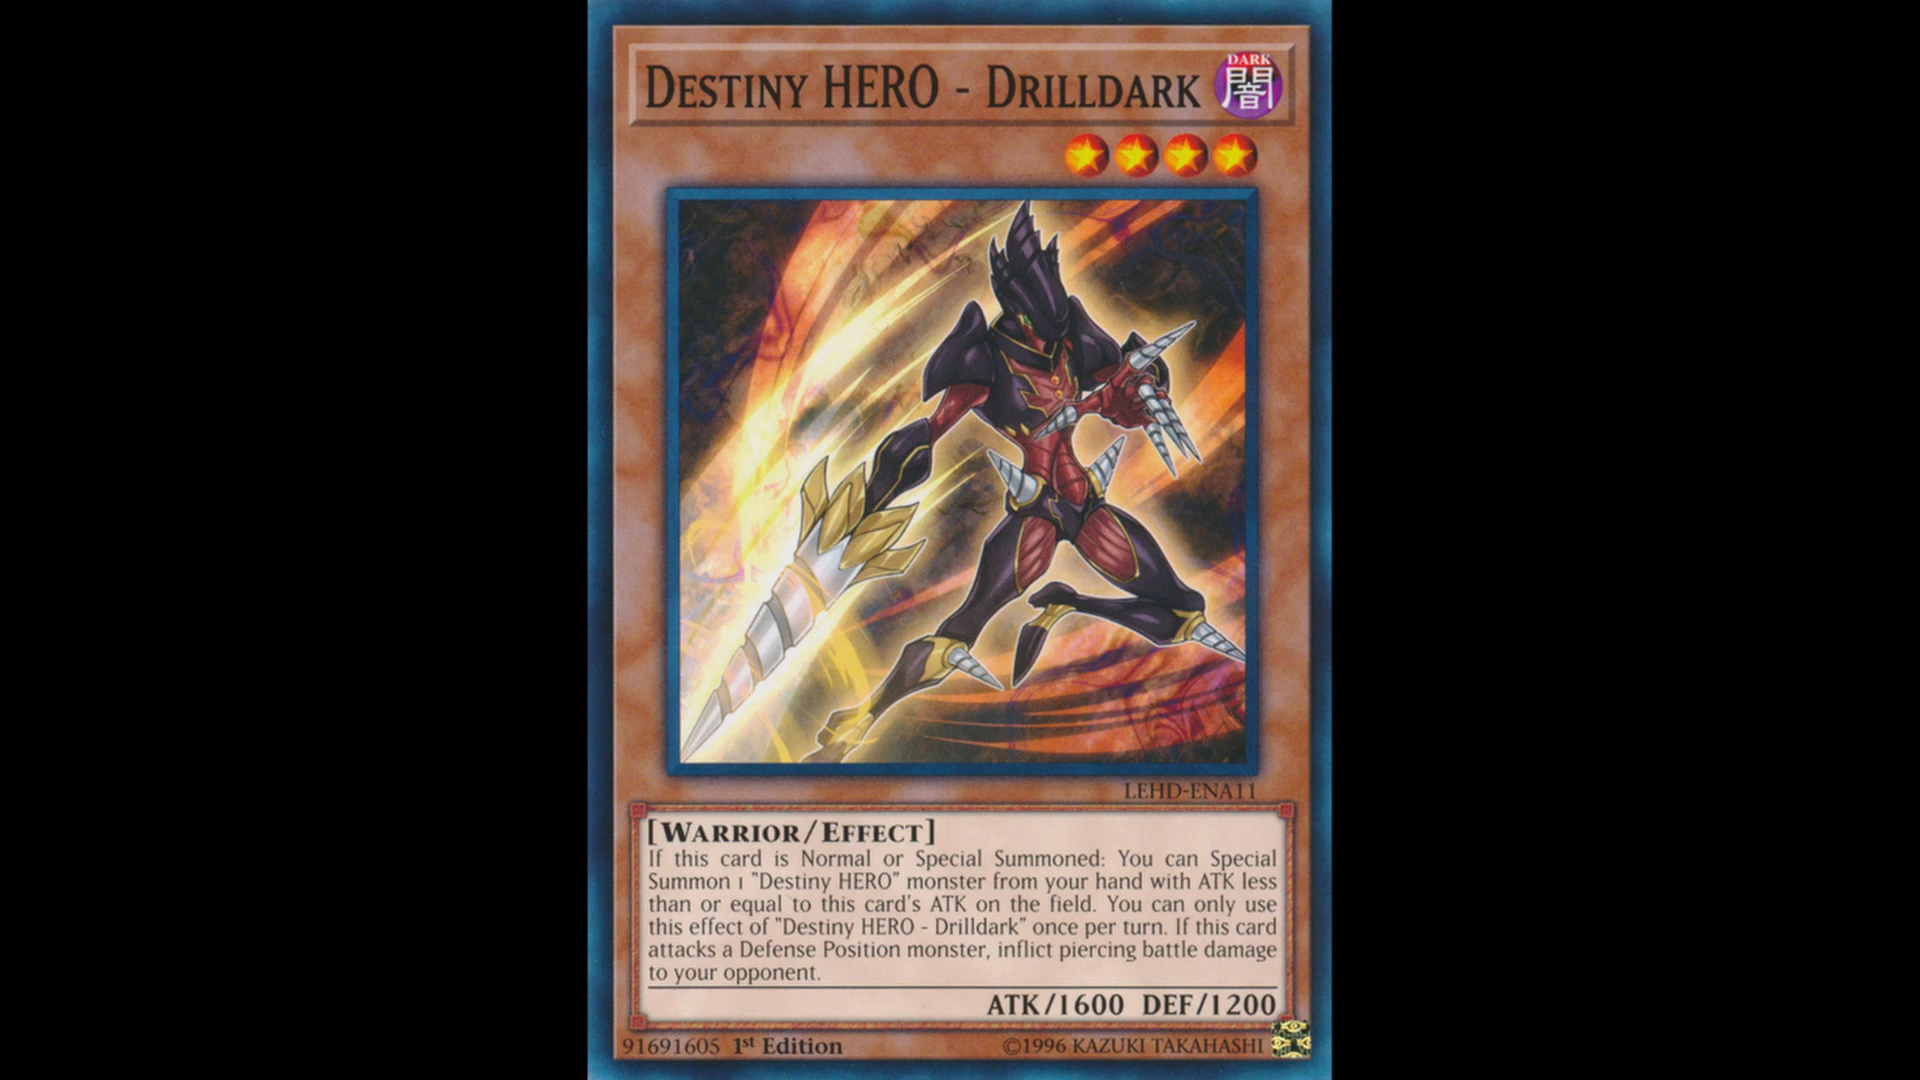 DESTINY HERO - DRILLDARK
DARK
闇
LEHD-ENA11
[WARRIOR/EFFECT]
If this card is Normal or Special Summoned: You can Special
Summon 1 "Destiny HERO" monster from your hand with ATK less
than or equal to this card's ATK on the field. You can only use
this effect of "Destiny HERO - Drilldark" once per turn. If this card
attacks a Defense Position monster, inflict piercing battle damage
to your opponent.
ATK/1600 DEF/1200
91691605 1st Edition ©1996 KAZUKI TAKAHASHI